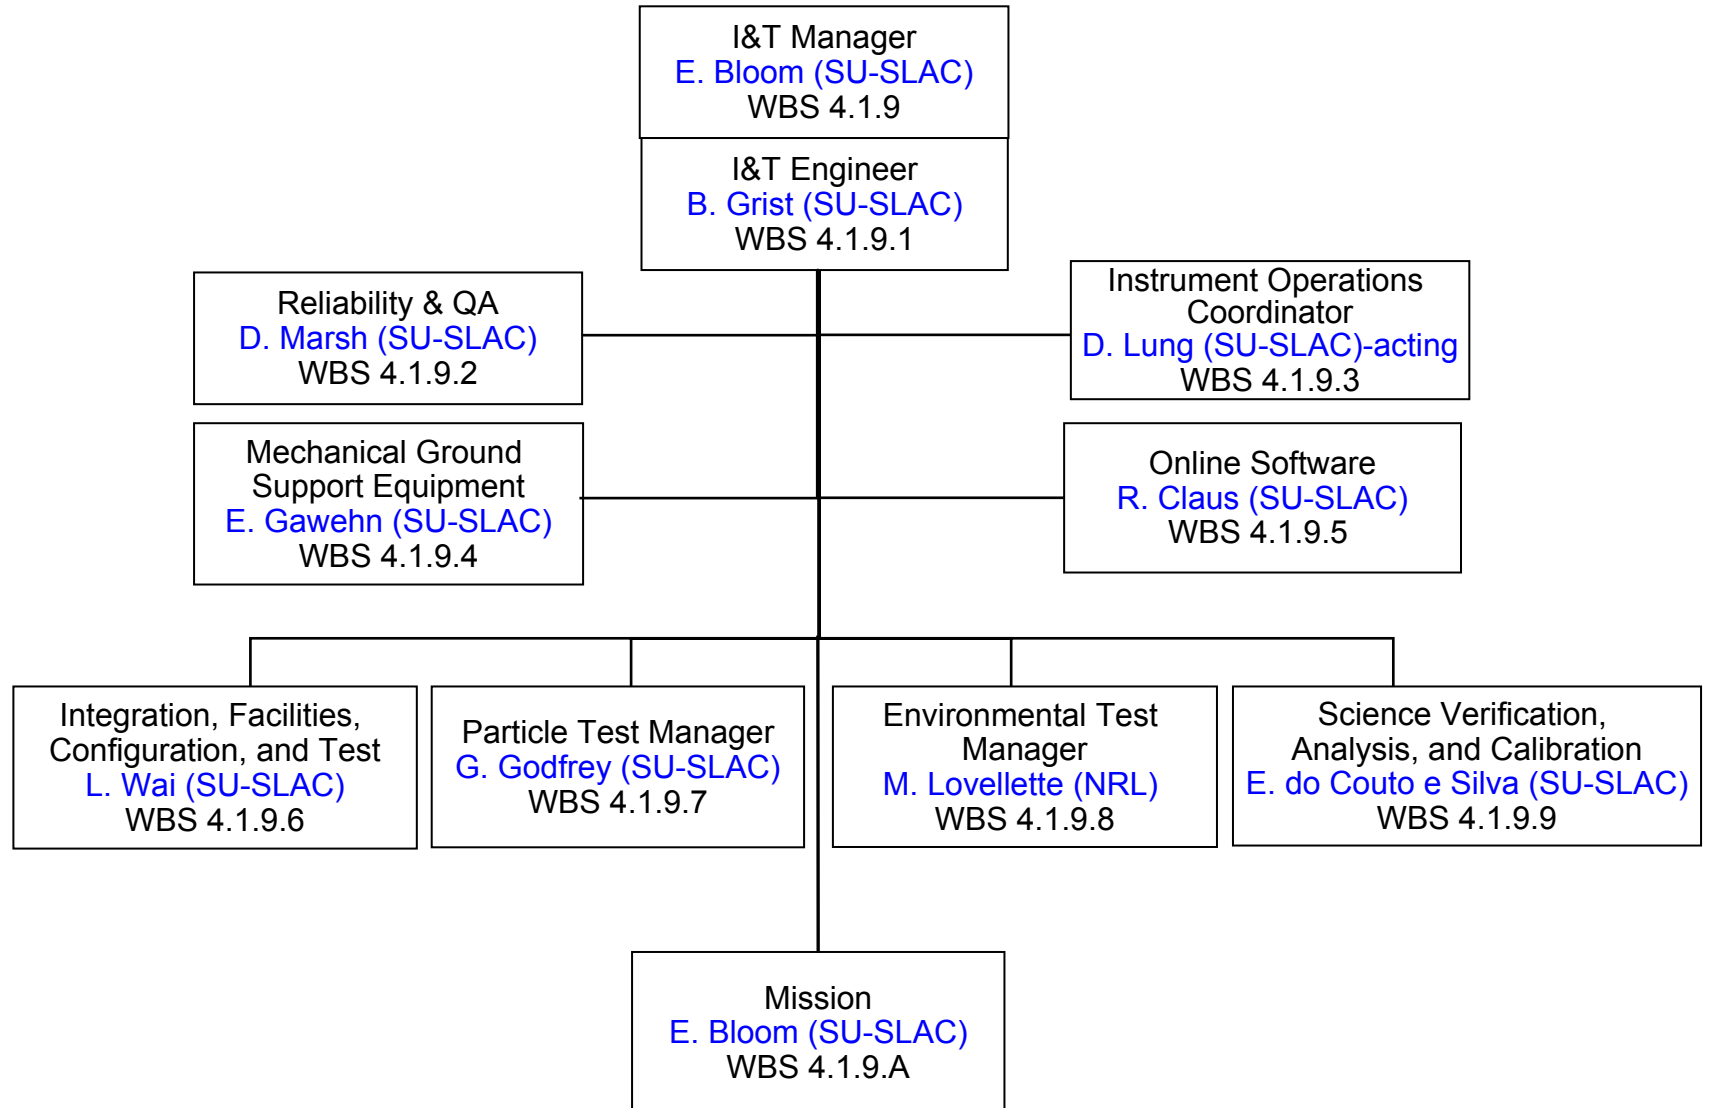 I&T Manager
E. Bloom (SU-SLAC)
WBS 4.1.9
I&T Engineer
B. Grist (SU-SLAC)
WBS 4.1.9.1
Reliability & QA
D. Marsh (SU-SLAC)
WBS 4.1.9.2
Instrument Operations
Coordinator
D. Lung (SU-SLAC)-acting
WBS 4.1.9.3
Mechanical Ground
Support Equipment
E. Gawehn (SU-SLAC)
WBS 4.1.9.4
Online Software
R. Claus (SU-SLAC)
WBS 4.1.9.5
Integration, Facilities,
Configuration, and Test
L. Wai (SU-SLAC)
WBS 4.1.9.6
Particle Test Manager
G. Godfrey (SU-SLAC)
WBS 4.1.9.7
Environmental Test
Manager
M. Lovellette (NRL)
WBS 4.1.9.8
Science Verification,
Analysis, and Calibration
E. do Couto e Silva (SU-SLAC)
WBS 4.1.9.9
Mission
E. Bloom (SU-SLAC)
WBS 4.1.9.A